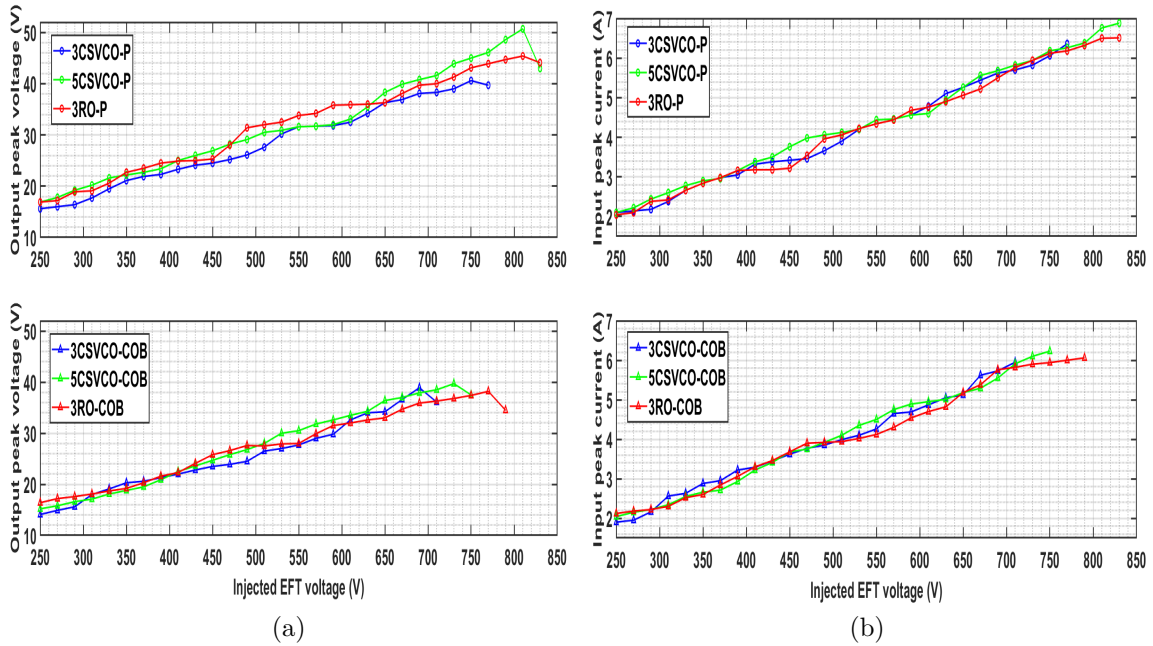 Output peak voltage (V)
50
40
30
20
10
3CSVCO-P
5CSVCO-P
3RO-P
250 300 350 400 450 500 550 600 650 700 750 800 850
Input peak current (A)
7
6
5
4
3
2
3CSVCO-P
5CSVCO-P
3RO-P
250 300 350 400 450 500 550 600 650 700 750 800 850
Output peak voltage (V)
50
40
30
20
10
3CSVCO-COB
5CSVCO-COB
3RO-COB
250 300 350 400 450 500 550 600 650 700 750 800 850
Injected EFT voltage (V)
Input peak current (A)
7
6
5
4
3
2
3CSVCO-COB
5CSVCO-COB
3RO-COB
250 300 350 400 450 500 550 600 650 700 750 800 850
Injected EFT voltage (V)
(a)
(b)